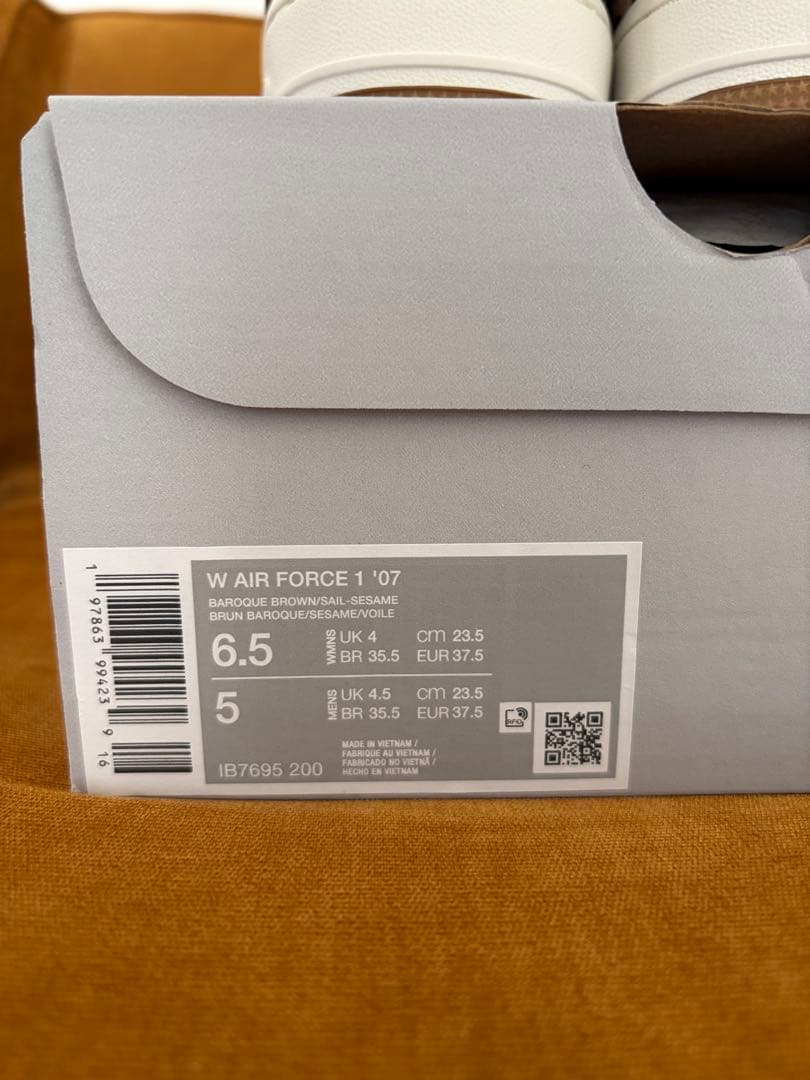 W AIR FORCE 1 '07
BAROQUE BROWN/SAIL-SESAME
BRUN BAROQUE/SESAME/VOILE
6.5 WMNS UK 4 cm 23.5
BR 35.5 EUR 37.5
5 MENS UK 4.5 cm 23.5
BR 35.5 EUR 37.5
RFID
MADE IN VIETNAM /
FABRIQUE AU VIETNAM /
FABRICADO NO VIETNÃ /
HECHO EN VIETNAM
IB7695 200
1 97863 99423 9 16